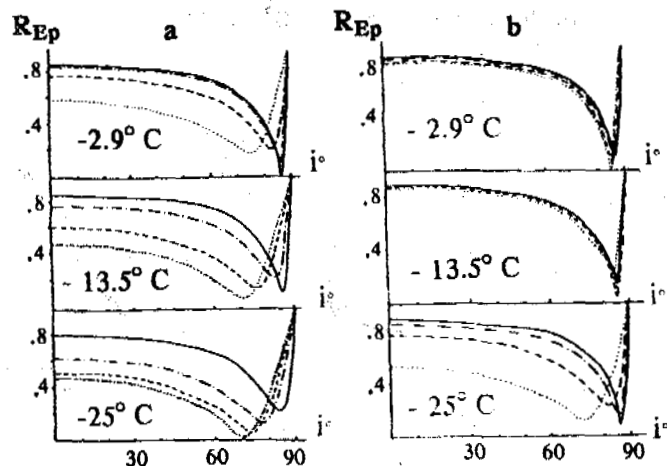 R_Ep a R_Ep b
.8 .8
.4 .4
-2.9° C i° - 2.9° C i°
.8 .8
.4 .4
- 13.5° C i° - 13.5° C i°
.8 .8
.4 .4
-25° C i° - 25° C i°
30 60 90 30 60 90